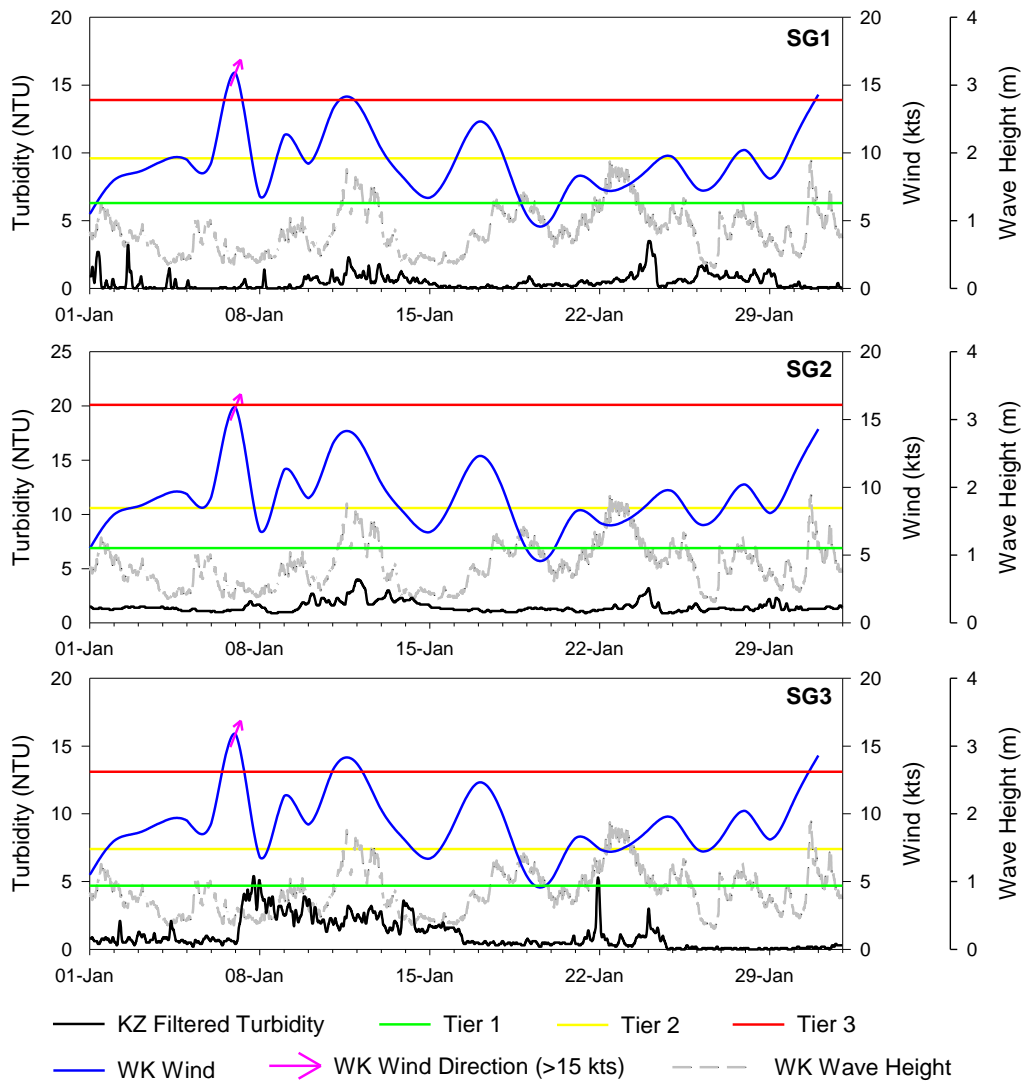 SG1
Turbidity (NTU)
20
15
10
5
0
Wind (kts)
20
15
10
5
0
Wave Height (m)
4
3
2
1
0
01-Jan 08-Jan 15-Jan 22-Jan 29-Jan
SG2
Turbidity (NTU)
25
20
15
10
5
0
Wind (kts)
20
15
10
5
0
Wave Height (m)
4
3
2
1
0
01-Jan 08-Jan 15-Jan 22-Jan 29-Jan
SG3
Turbidity (NTU)
20
15
10
5
0
Wind (kts)
20
15
10
5
0
Wave Height (m)
4
3
2
1
0
01-Jan 08-Jan 15-Jan 22-Jan 29-Jan
KZ Filtered Turbidity Tier 1 Tier 2 Tier 3
WK Wind WK Wind Direction (>15 kts) WK Wave Height